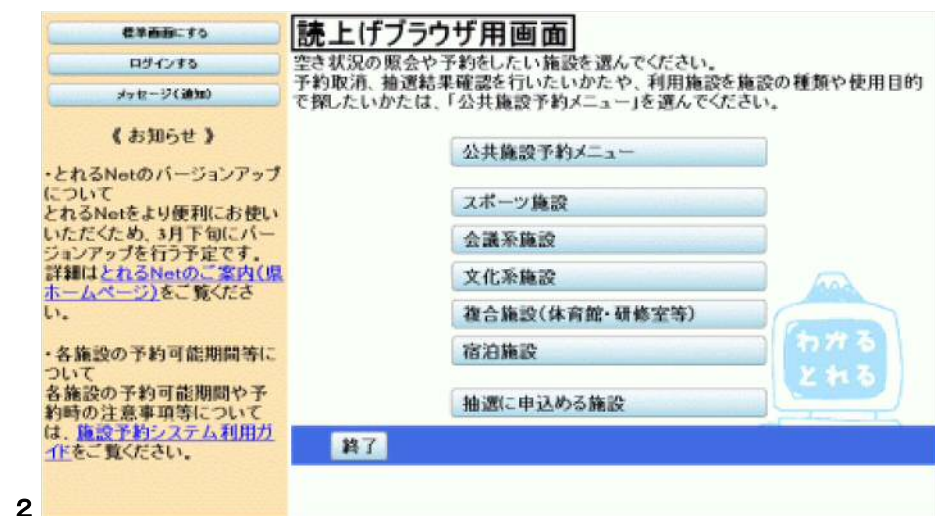 標準画面にする
ログインする
メッセージ(通知)
《 お知らせ 》
・とれるNetのバージョンアップ
について
とれるNetをより便利にお使い
いただくため、3月下旬にバー
ジョンアップを行う予定です。
詳細はとれるNetのご案内(県
ホームページ)をご覧くださ
い。
・各施設の予約可能期間等に
ついて
各施設の予約可能期間や予
約時の注意事項等について
は、施設予約システム利用ガ
イドをご覧ください。
読上げブラウザ用画面
空き状況の照会や予約をしたい施設を選んでください。
予約取消、抽選結果確認を行いたいかたや、利用施設を施設の種類や使用目的
で探したいかたは、「公共施設予約メニュー」を選んでください。
公共施設予約メニュー
スポーツ施設
会議系施設
文化系施設
複合施設(体育館・研修室等)
宿泊施設
抽選に申込める施設
わかる
とれる
終了
2